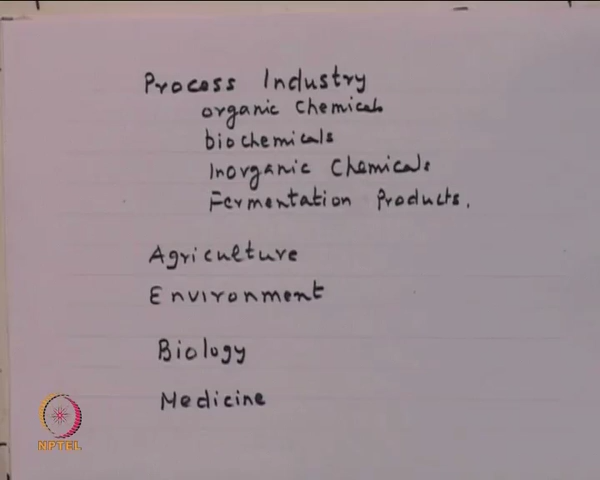 Process Industry
organic Chemicals
biochemicals
Inorganic Chemicals
Fermentation Products.
Agriculture
Environment
Biology
Medicine
NPTEL